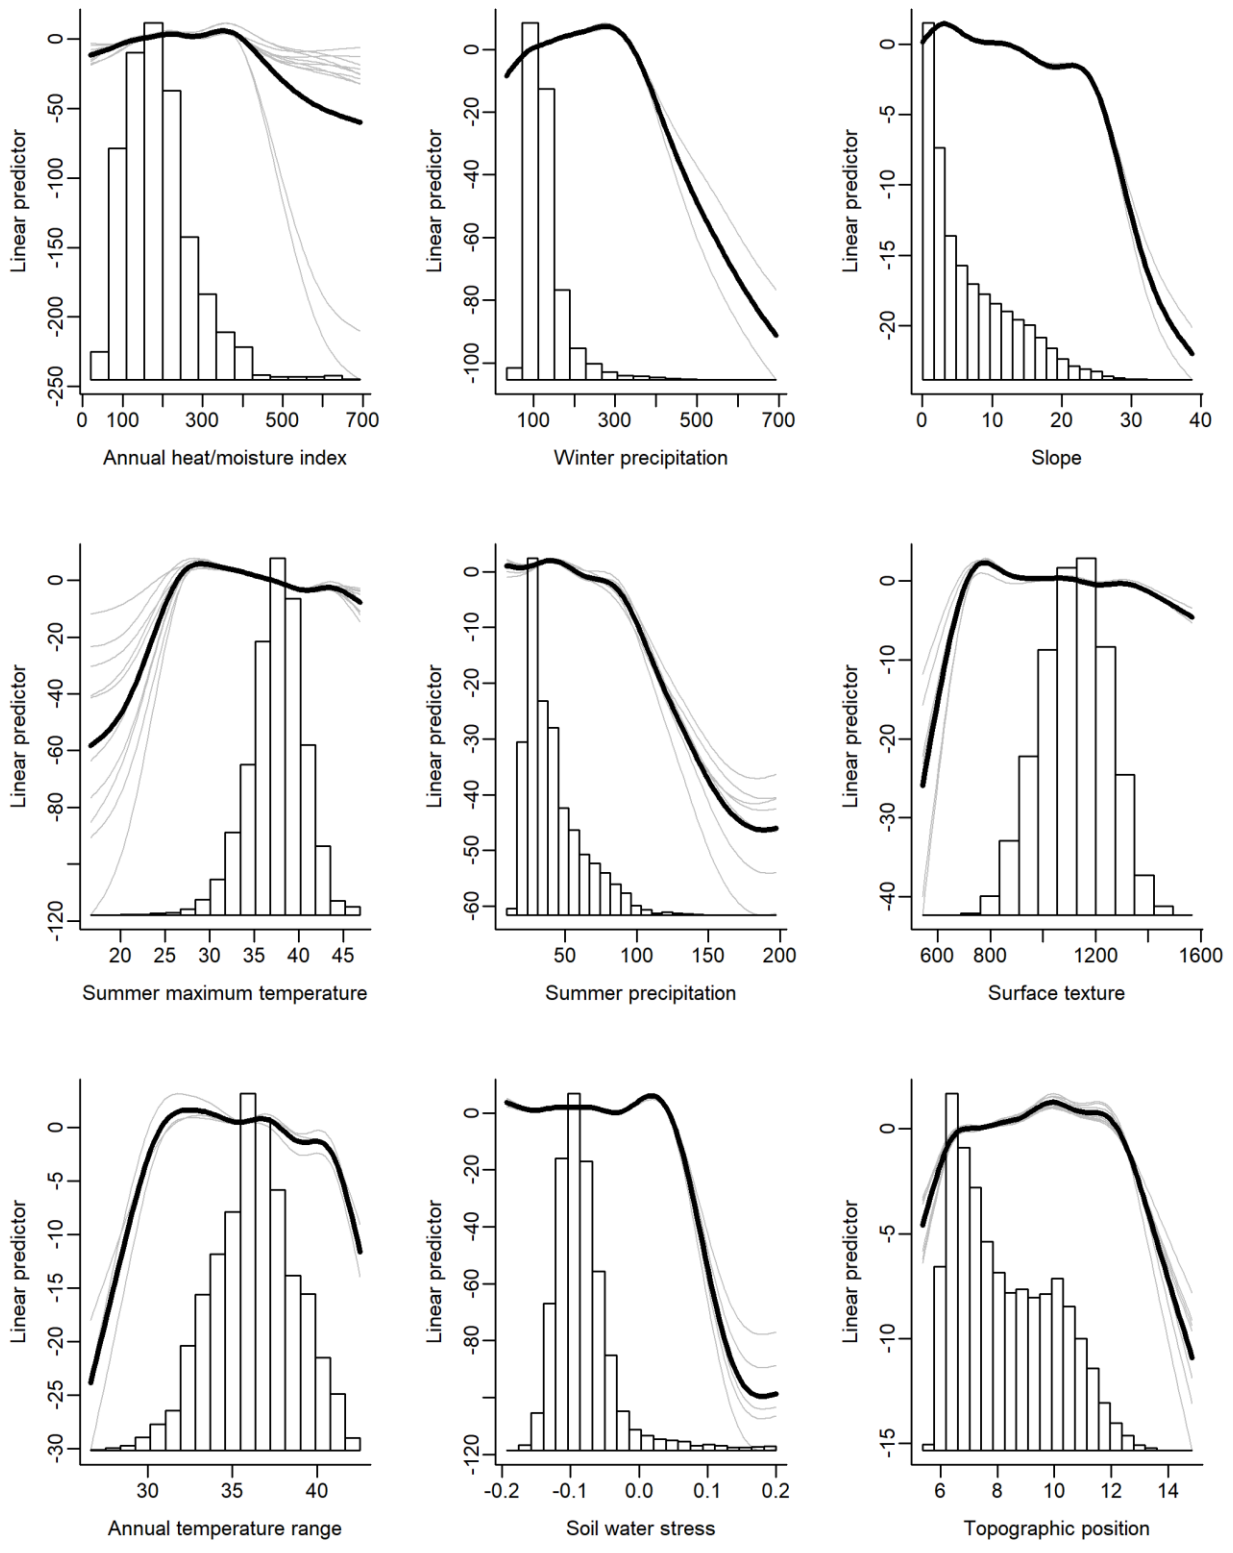 Linear predictor
0
-50
-100
-150
-200
-250
0 100 300 500 700
Annual heat/moisture index
Linear predictor
0
-20
-40
-60
-80
-100
100 300 500 700
Winter precipitation
Linear predictor
0
-5
-10
-15
-20
0 10 20 30 40
Slope
Linear predictor
0
-20
-40
-60
-80
-120
20 25 30 35 40 45
Summer maximum temperature
Linear predictor
0
-10
-20
-30
-40
-50
-60
50 100 150 200
Summer precipitation
Linear predictor
0
-10
-20
-30
-40
600 800 1200 1600
Surface texture
Linear predictor
0
-5
-10
-15
-20
-25
-30
30 35 40
Annual temperature range
Linear predictor
0
-20
-40
-60
-80
-120
-0.2 -0.1 0.0 0.1 0.2
Soil water stress
Linear predictor
0
-5
-10
-15
6 8 10 12 14
Topographic position